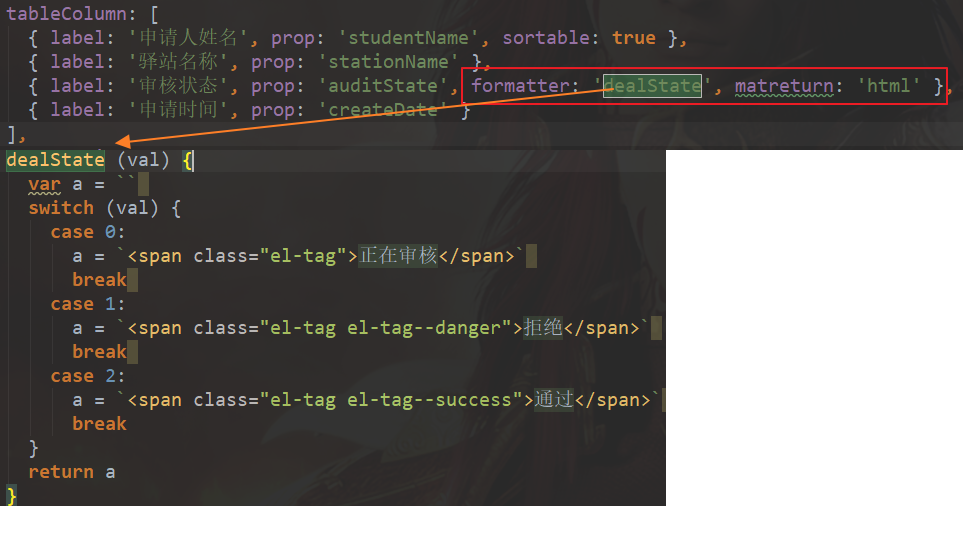 tableColumn: [
{ label: '申请人姓名', prop: 'studentName', sortable: true },
{ label: '驿站名称', prop: 'stationName' },
{ label: '审核状态', prop: 'auditState', formatter: 'dealState', matreturn: 'html' },
{ label: '申请时间', prop: 'createDate' }
],
dealState (val) {
var a = ``
switch (val) {
case 0:
a = `<span class="el-tag">正在审核</span>`
break
case 1:
a = `<span class="el-tag el-tag--danger">拒绝</span>`
break
case 2:
a = `<span class="el-tag el-tag--success">通过</span>`
break
}
return a
}